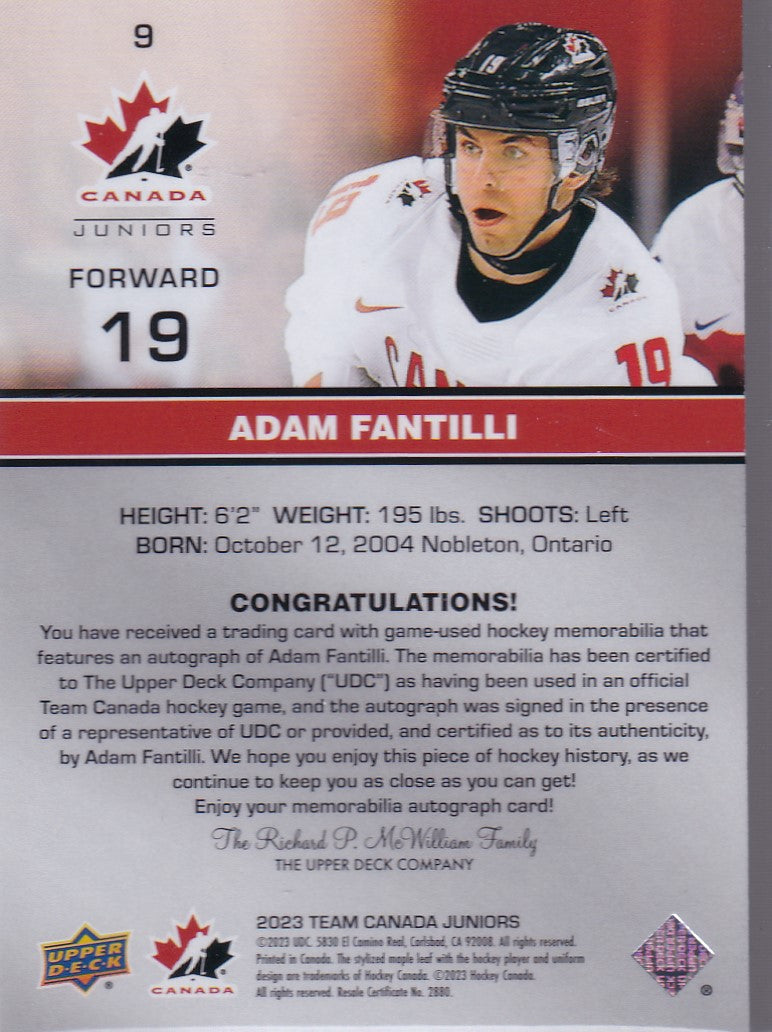 9
CANADA
JUNIORS
FORWARD
19
19
19
CANADA
19
ADAM FANTILLI
HEIGHT: 6'2" WEIGHT: 195 lbs. SHOOTS: Left
BORN: October 12, 2004 Nobleton, Ontario
CONGRATULATIONS!
You have received a trading card with game-used hockey memorabilia that
features an autograph of Adam Fantilli. The memorabilia has been certified
to The Upper Deck Company ("UDC") as having been used in an official
Team Canada hockey game, and the autograph was signed in the presence
of a representative of UDC or provided, and certified as to its authenticity,
by Adam Fantilli. We hope you enjoy this piece of hockey history, as we
continue to keep you as close as you can get!
Enjoy your memorabilia autograph card!
The Richard P. McWilliam Family
THE UPPER DECK COMPANY
UPPER
D·E·C·K
®
CANADA
2023 TEAM CANADA JUNIORS
©2023 UDC. 5830 El Camino Real, Carlsbad, CA 92008. All rights reserved.
Printed in Canada. The stylized maple leaf with the hockey player and uniform
design are trademarks of Hockey Canada. ©2023 Hockey Canada.
All rights reserved. Resale Certificate No. 2880.
®